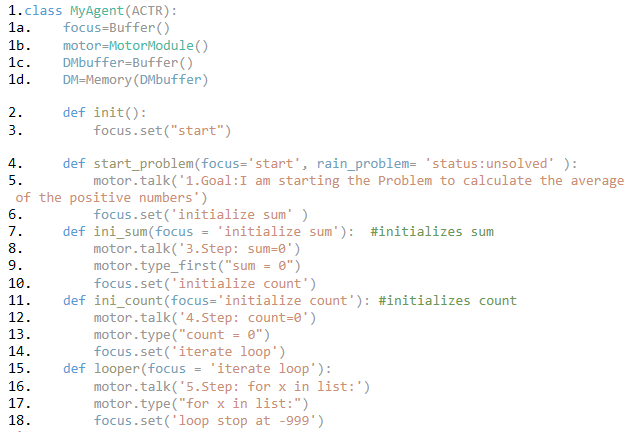 1.class MyAgent(ACTR):
1a.    focus=Buffer()
1b.    motor=MotorModule()
1c.    DMbuffer=Buffer()
1d.    DM=Memory(DMbuffer)
2.     def init():
3.         focus.set("start")
4.     def start_problem(focus='start', rain_problem= 'status:unsolved' ):
5.         motor.talk('1.Goal:I am starting the Problem to calculate the average
of the positive numbers')
6.         focus.set('initialize sum' )
7.     def ini_sum(focus = 'initialize sum'):  #initializes sum
8.         motor.talk('3.Step: sum=0')
9.         motor.type_first("sum = 0")
10.        focus.set('initialize count')
11.    def ini_count(focus='initialize count'): #initializes count
12.        motor.talk('4.Step: count=0')
13.        motor.type("count = 0")
14.        focus.set('iterate loop')
15.    def looper(focus = 'iterate loop'):
16.        motor.talk('5.Step: for x in list:')
17.        motor.type("for x in list:")
18.        focus.set('loop stop at -999')